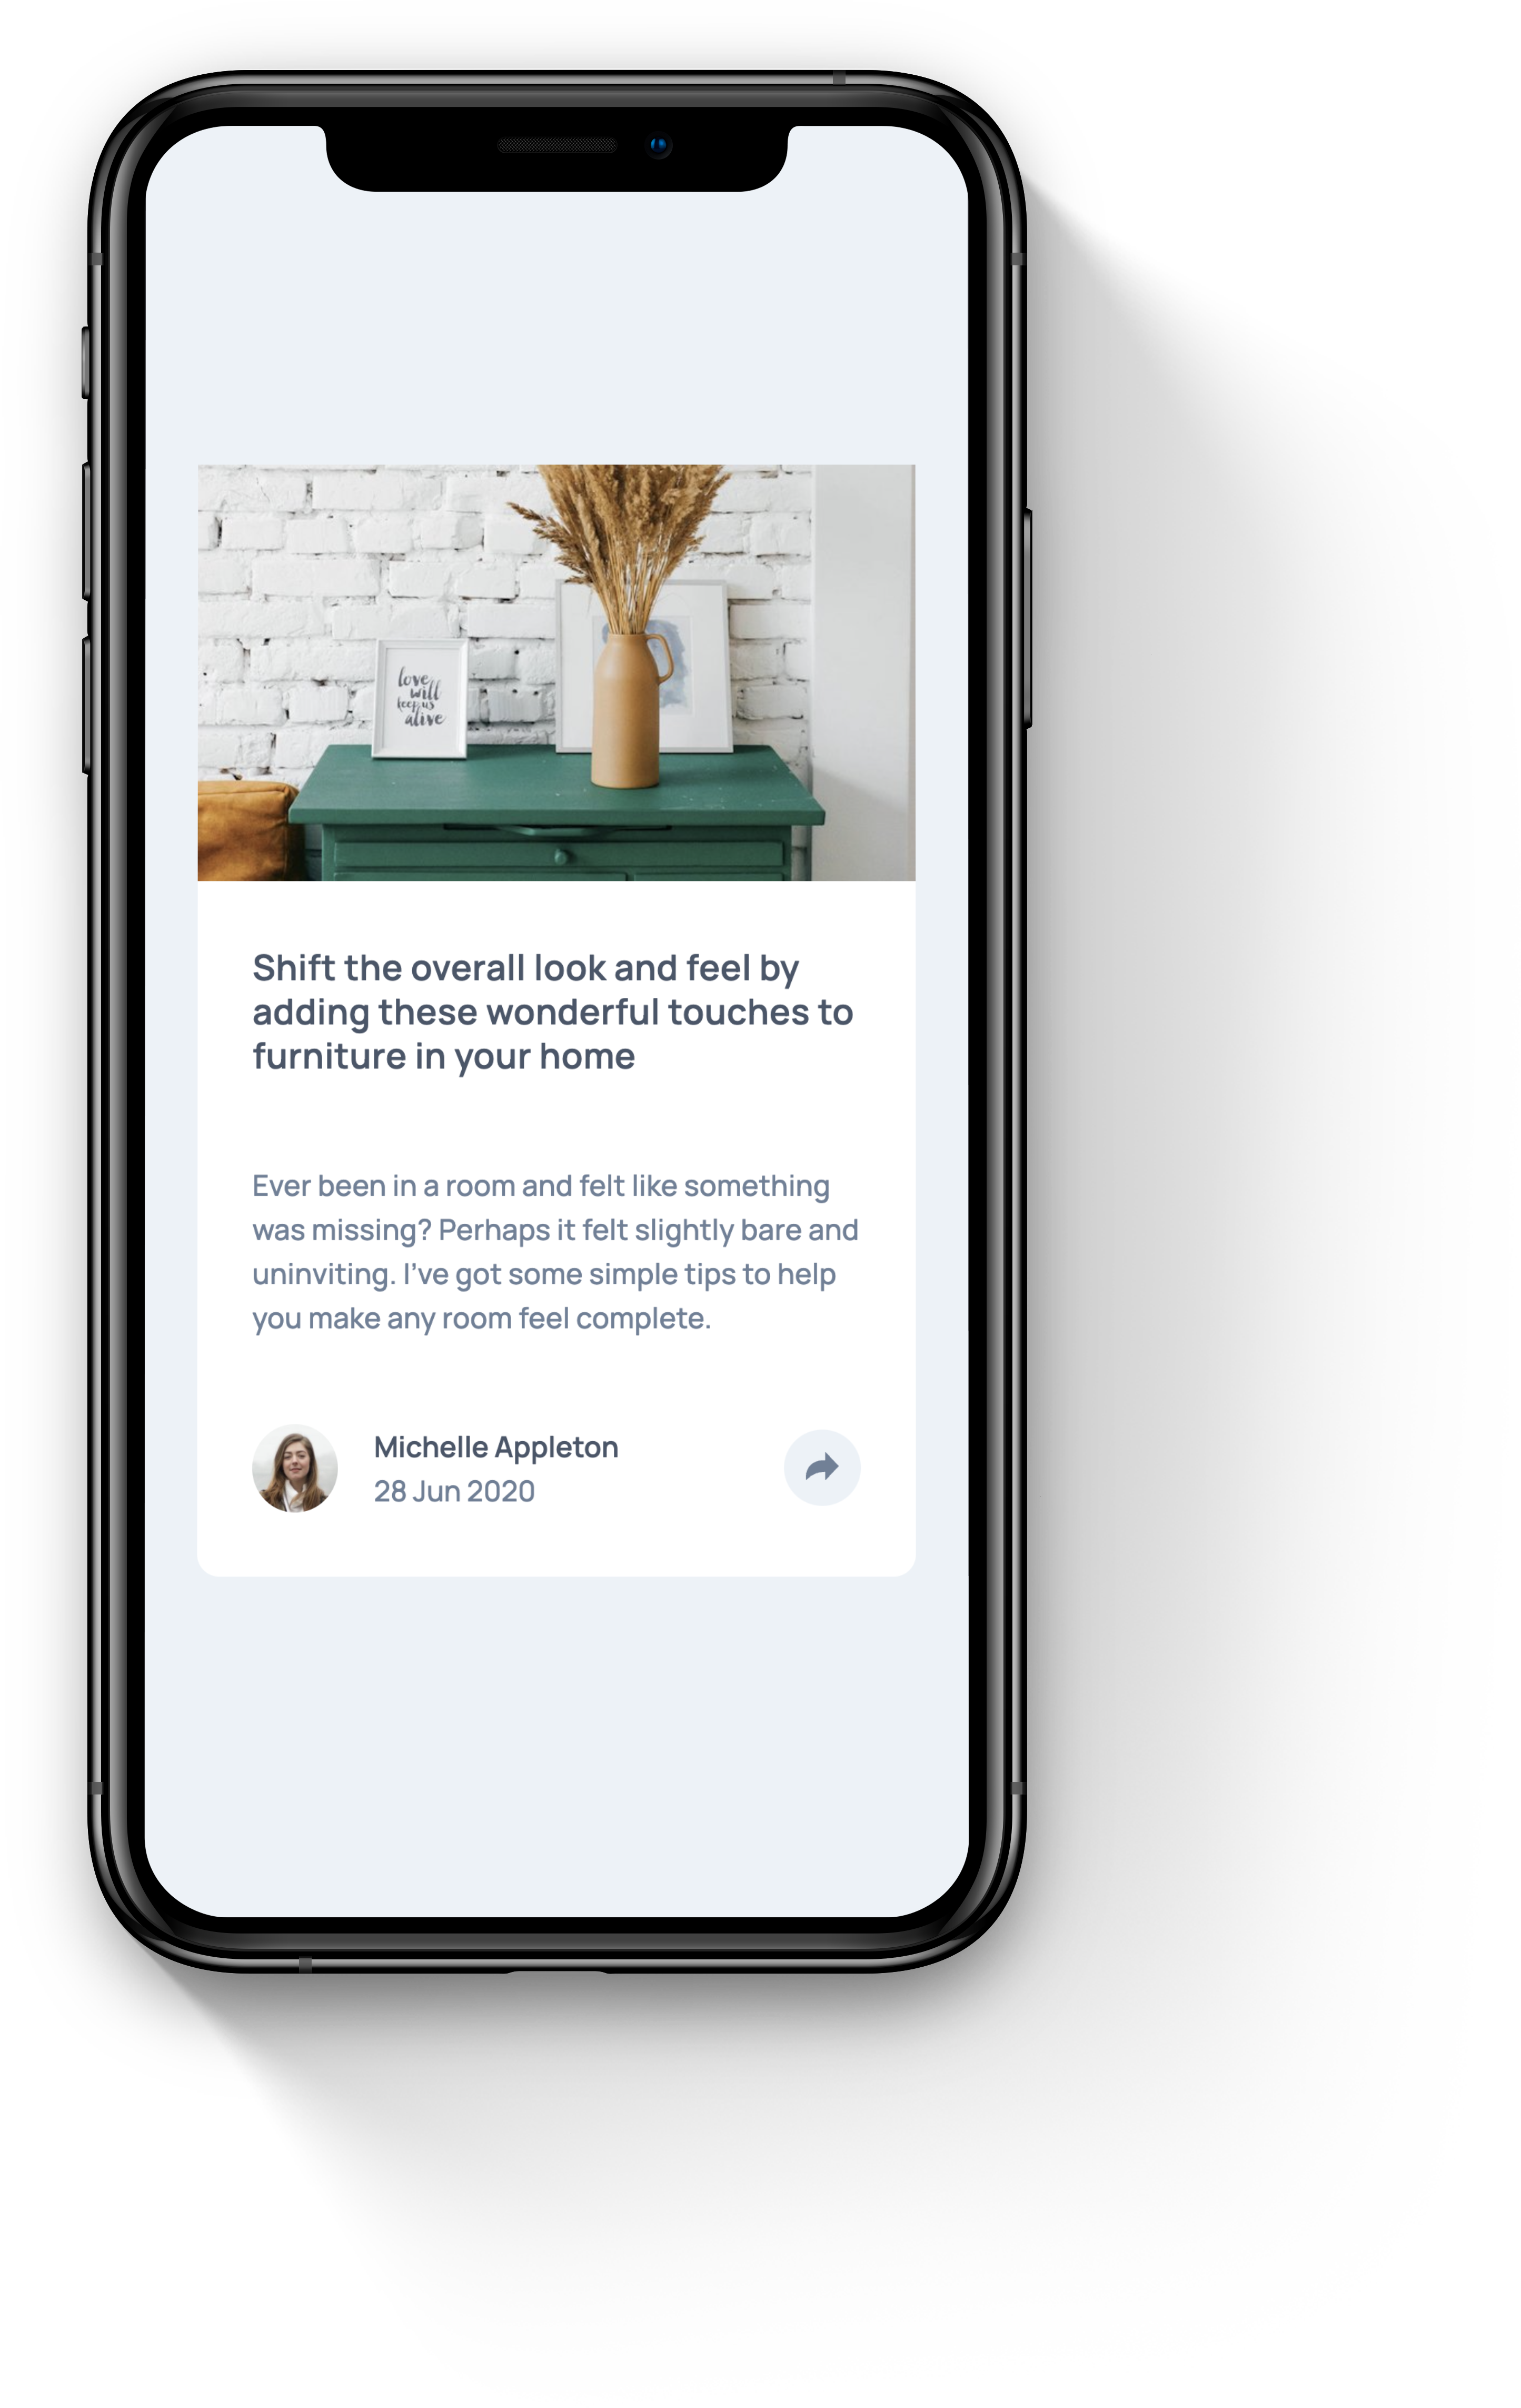 love
will
keep us
alive
Shift the overall look and feel by
adding these wonderful touches to
furniture in your home
Ever been in a room and felt like something
was missing? Perhaps it felt slightly bare and
uninviting. I’ve got some simple tips to help
you make any room feel complete.
Michelle Appleton
28 Jun 2020